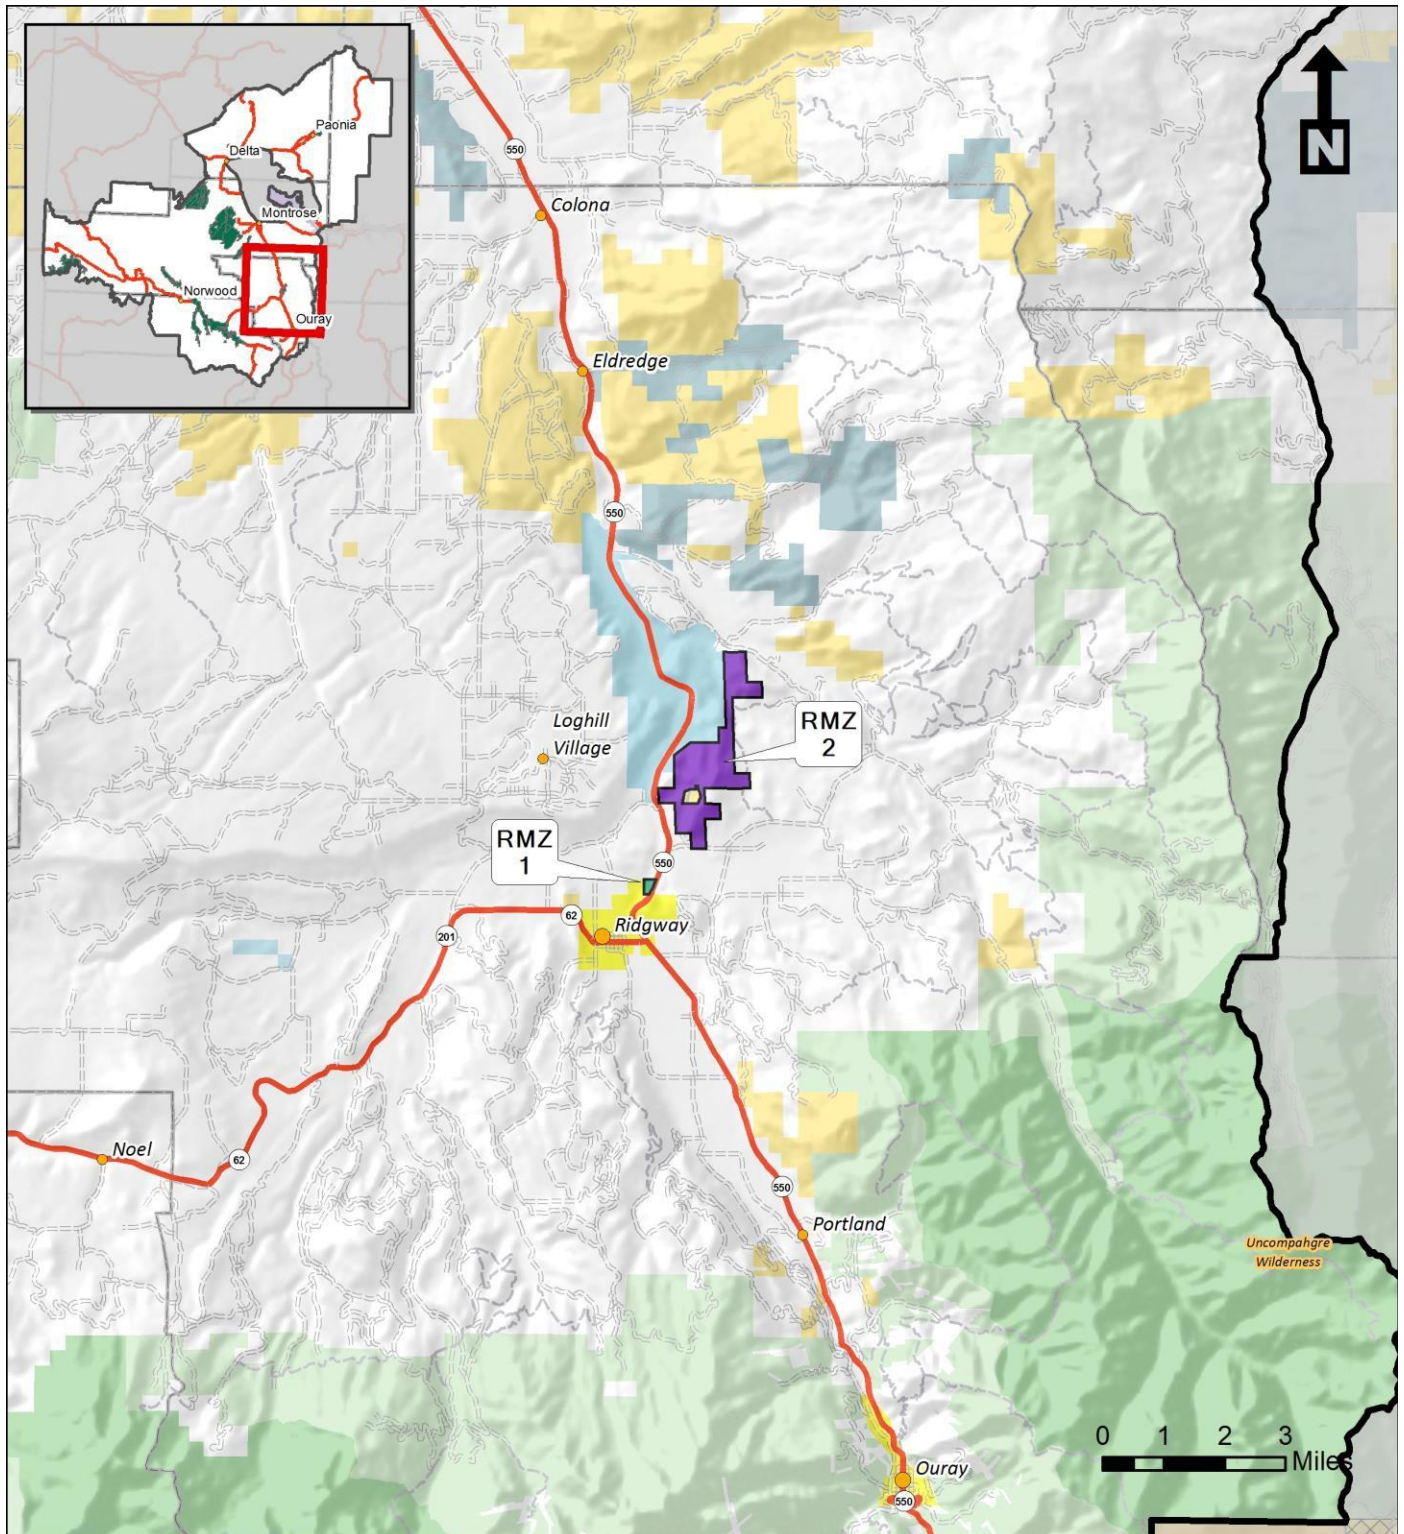 Paonia
Delta
Montrose
Norwood
Ouray
N
550
Colona
Eldredge
550
Loghill
Village
RMZ
2
RMZ
1
550
62
Ridgway
201
Noel
62
550
Portland
Uncompahgre
Wilderness
0 1 2 3
Miles
Ouray
550